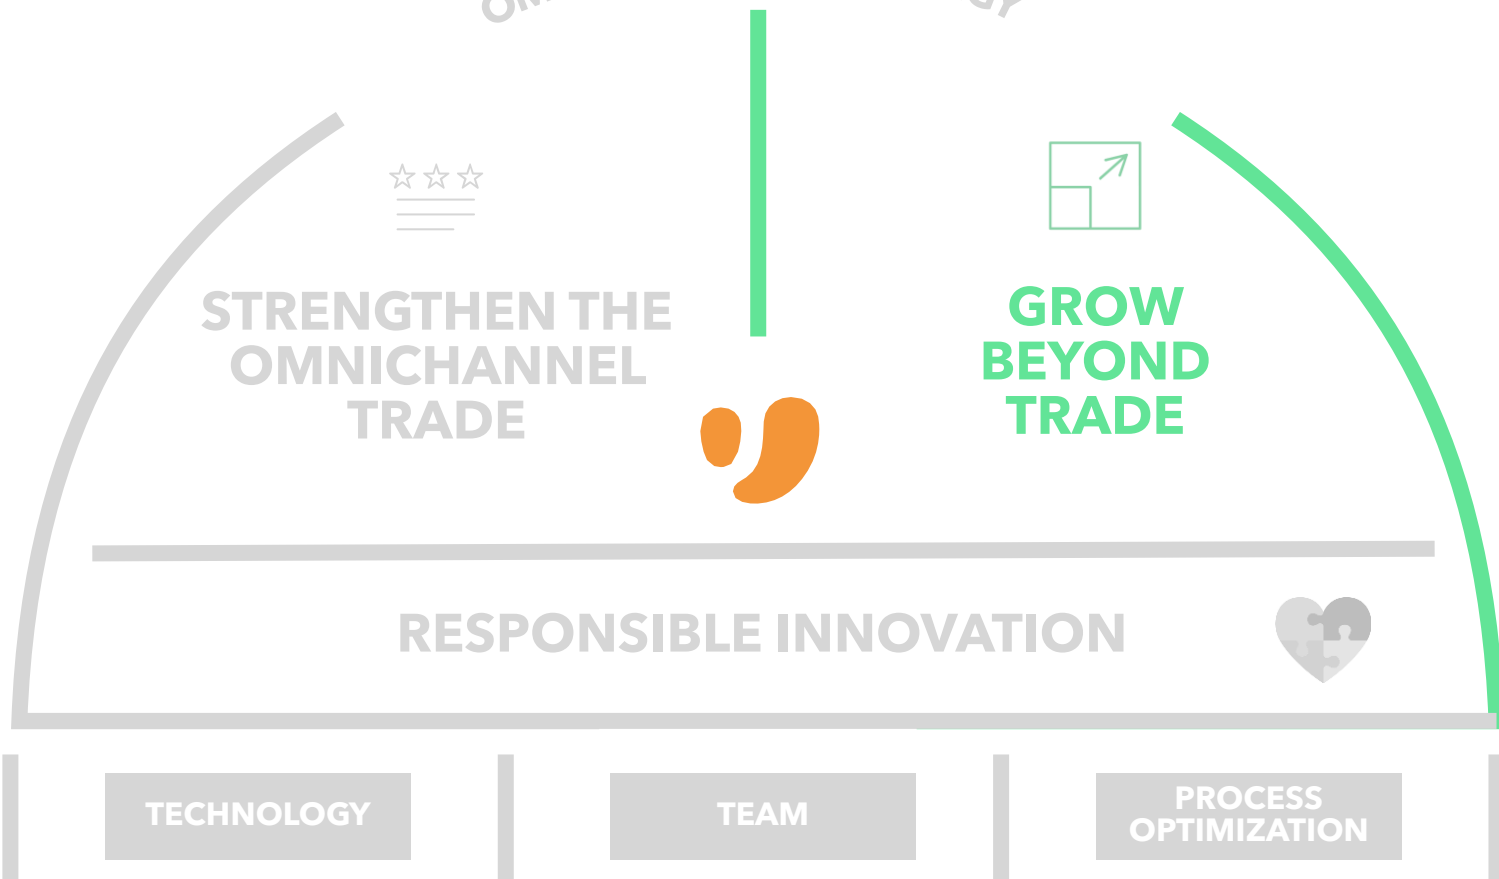 STRENGTHEN THE
OMNICHANNEL
TRADE
GROW
BEYOND
TRADE
RESPONSIBLE INNOVATION
TECHNOLOGY
TEAM
PROCESS
OPTIMIZATION